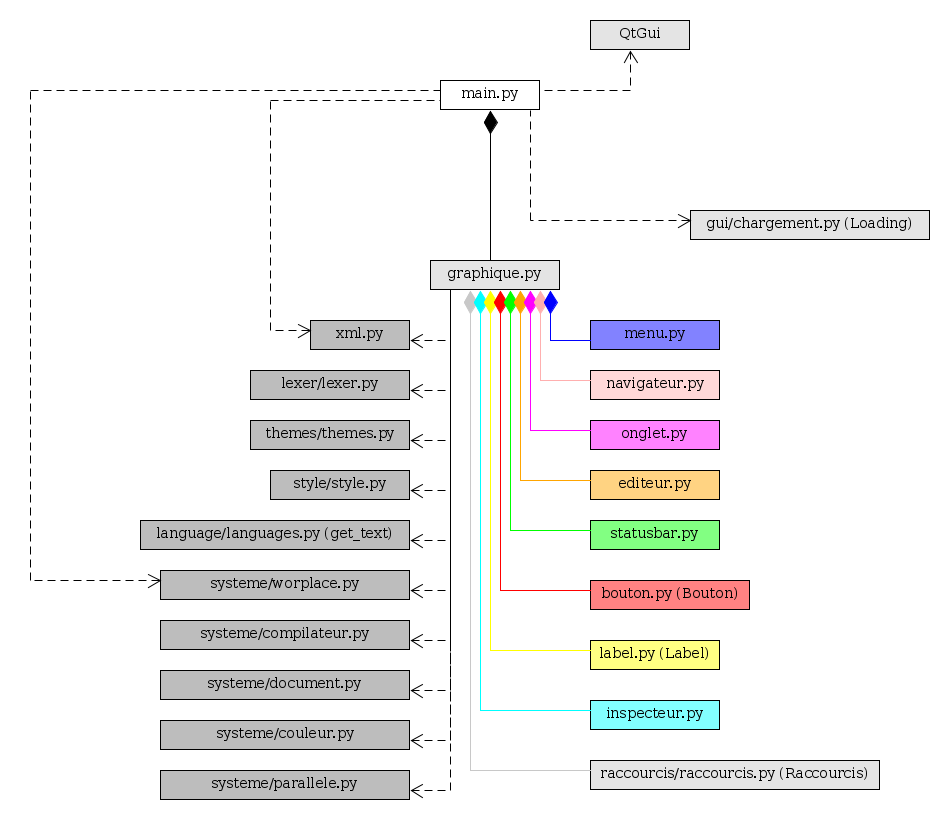 QtGui
main.py
gui/chargement.py (Loading)
graphique.py
xml.py
menu.py
lexer/lexer.py
navigateur.py
themes/themes.py
onglet.py
style/style.py
editeur.py
language/languages.py (get_text)
statusbar.py
systeme/worplace.py
bouton.py (Bouton)
systeme/compilateur.py
label.py (Label)
systeme/document.py
inspecteur.py
systeme/couleur.py
raccourcis/raccourcis.py (Raccourcis)
systeme/parallele.py